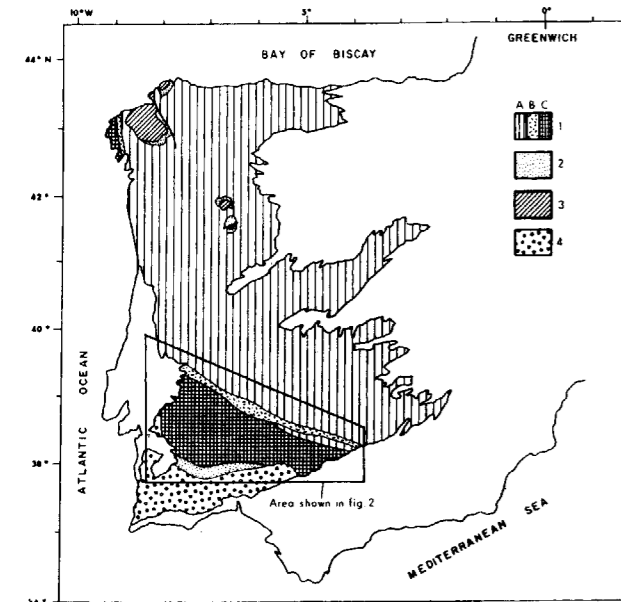 10°W 3° 0°
GREENWICH
BAY OF BISCAY
44° N
A B C
1
2
3
4
42°
40°
38°
ATLANTIC OCEAN
Area shown in fig. 2
MEDITERRANEAN SEA